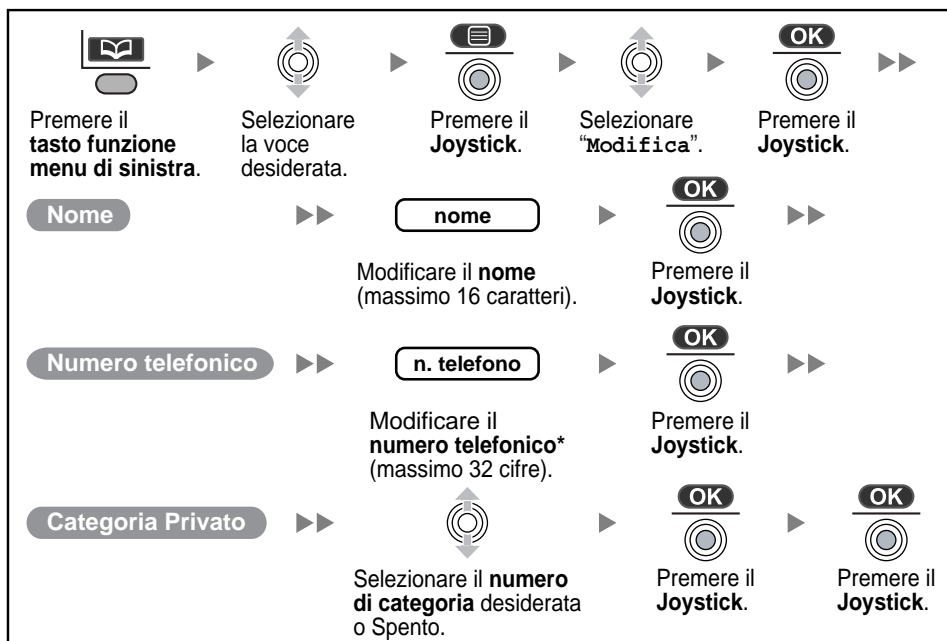 OK
Premere il
tasto funzione
menu di sinistra.
Selezionare
la voce
desiderata.
Premere il
Joystick.
Selezionare
“Modifica”.
Premere il
Joystick.
Nome
nome
OK
Modificare il nome
(massimo 16 caratteri).
Premere il
Joystick.
Numero telefonico
n. telefono
OK
Modificare il
numero telefonico*
(massimo 32 cifre).
Premere il
Joystick.
Categoria Privato
OK
OK
Selezionare il numero
di categoria desiderata
o Spento.
Premere il
Joystick.
Premere il
Joystick.